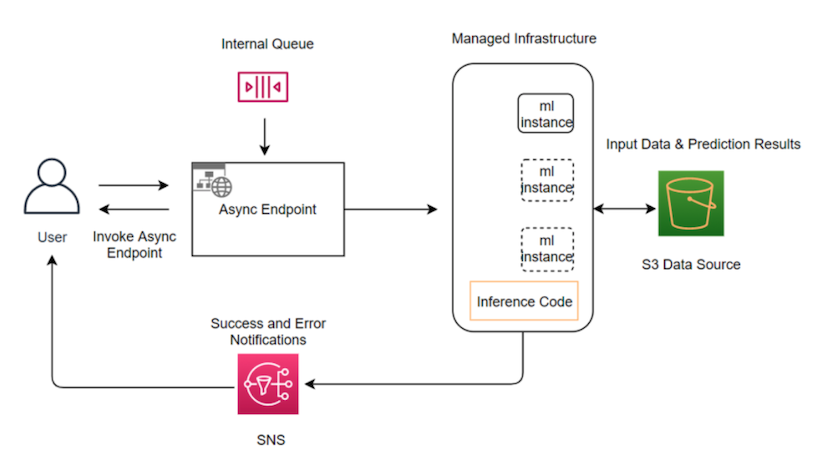 Internal Queue
Managed Infrastructure
ml
instance
Input Data & Prediction Results
ml
instance
Async Endpoint
User
Invoke Async
Endpoint
ml
instance
S3 Data Source
Inference Code
Success and Error
Notifications
SNS